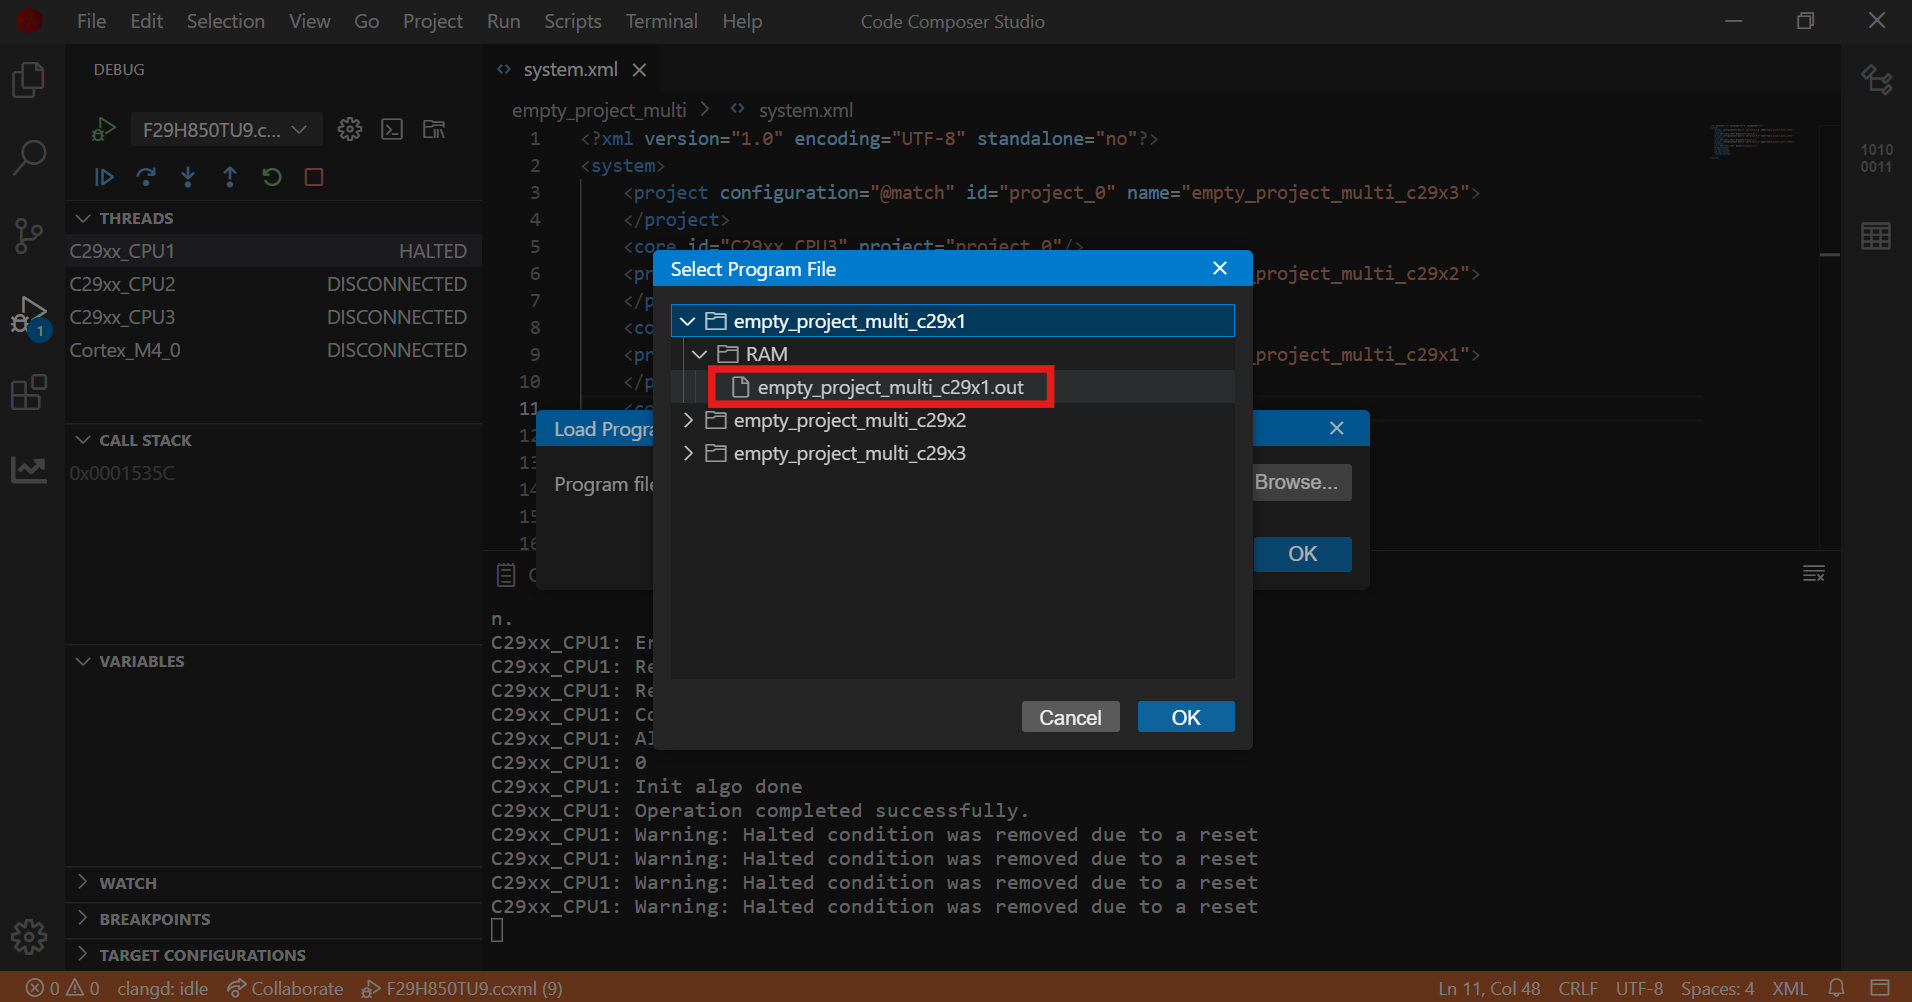 File Edit Selection View Go Project Run Scripts Terminal Help Code Composer Studio
DEBUG
F29H850TU9.c...
THREADS
C29xx_CPU1 HALTED
C29xx_CPU2 DISCONNECTED
C29xx_CPU3 DISCONNECTED
Cortex_M4_0 DISCONNECTED
CALL STACK
0x0001535C
VARIABLES
WATCH
BREAKPOINTS
TARGET CONFIGURATIONS
system.xml
empty_project_multi > system.xml
1 <?xml version="1.0" encoding="UTF-8" standalone="no"?>
2 <system>
3 <project configuration="@match" id="project_0" name="empty_project_multi_c29x3">
4 </project>
5 <core id="C29xx_CPU3" project="project_0"/>
6 <pr _project_multi_c29x2">
7 </p
8 <co
9 <pr _project_multi_c29x1">
10 </p
11 <co
12
13
14
15
16
Select Program File
empty_project_multi_c29x1
RAM
empty_project_multi_c29x1.out
empty_project_multi_c29x2
empty_project_multi_c29x3
Cancel OK
Load Progra
Program file
Browse...
OK
n.
C29xx_CPU1: Er
C29xx_CPU1: Re
C29xx_CPU1: Re
C29xx_CPU1: Co
C29xx_CPU1: Al
C29xx_CPU1: 0
C29xx_CPU1: Init algo done
C29xx_CPU1: Operation completed successfully.
C29xx_CPU1: Warning: Halted condition was removed due to a reset
C29xx_CPU1: Warning: Halted condition was removed due to a reset
C29xx_CPU1: Warning: Halted condition was removed due to a reset
C29xx_CPU1: Warning: Halted condition was removed due to a reset
1010
0011
1
0 0 clangd: idle Collaborate F29H850TU9.ccxml (9) Ln 11, Col 48 CRLF UTF-8 Spaces: 4 XML